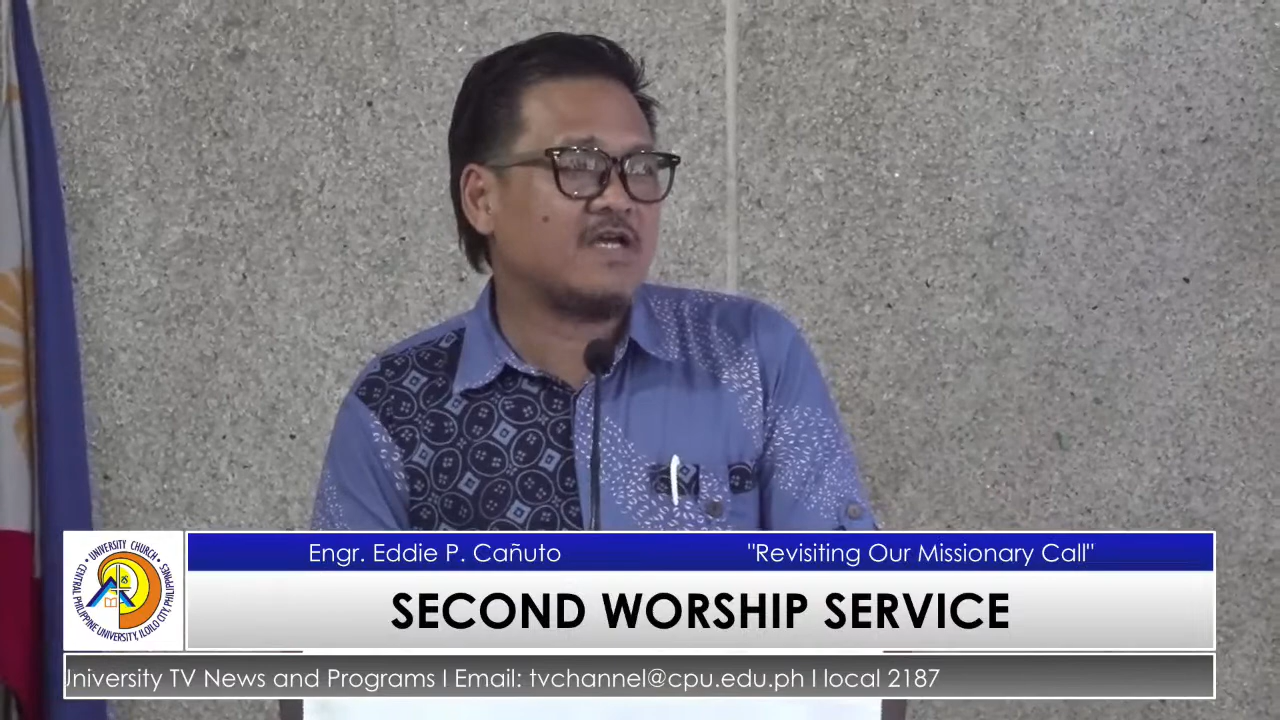 Engr. Eddie P. Cañuto
"Revisiting Our Missionary Call"
SECOND WORSHIP SERVICE
• UNIVERSITY CHURCH •
CENTRAL PHILIPPINE UNIVERSITY, ILOILO CITY, PHILIPPINES
University TV News and Programs I Email: tvchannel@cpu.edu.ph I local 2187